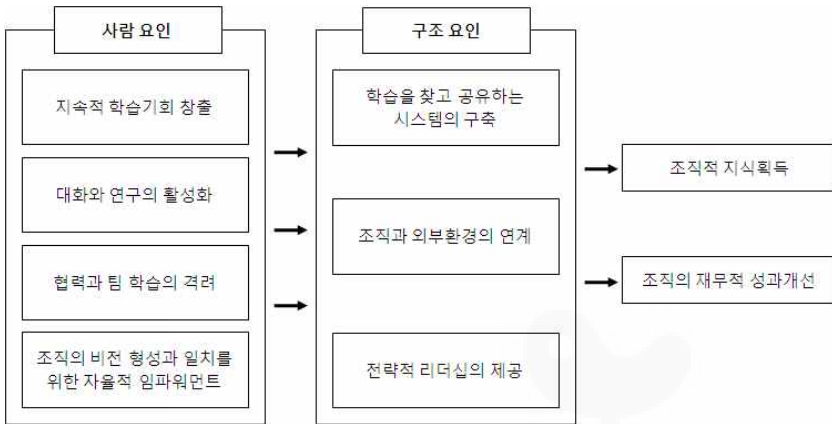 사람 요인
지속적 학습기회 창출
대화와 연구의 활성화
협력과 팀 학습의 격려
조직의 비전 형성과 일치를
위한 자율적 임파워먼트
구조 요인
학습을 찾고 공유하는
시스템의 구축
조직과 외부환경의 연계
전략적 리더십의 제공
조직적 지식획득
조직의 재무적 성과개선